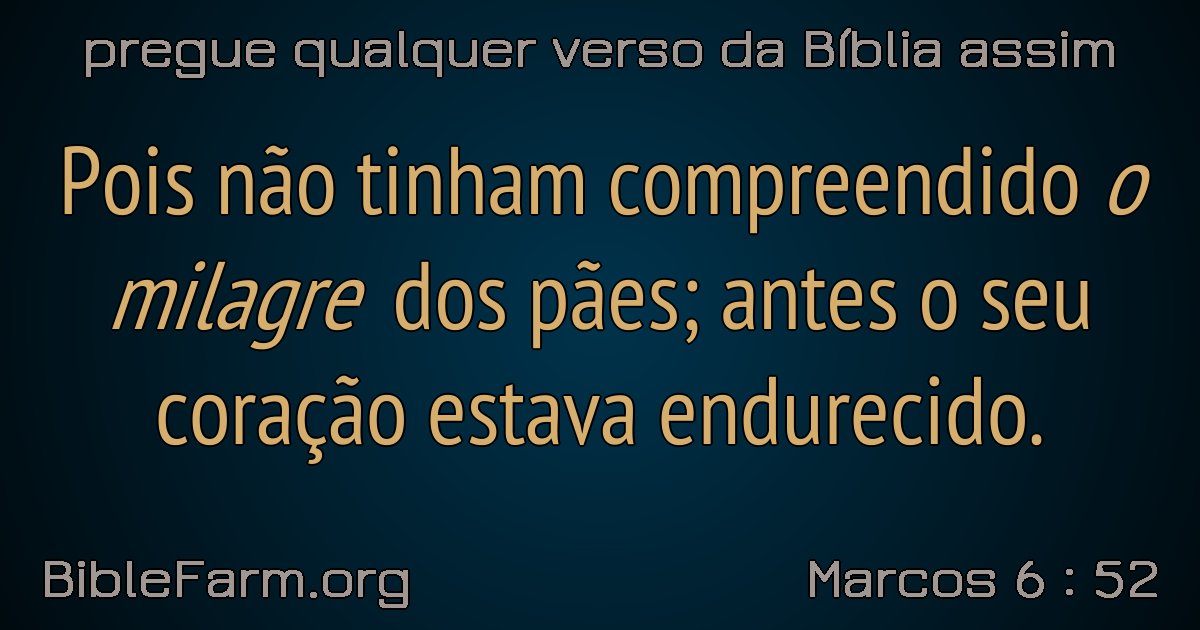 pregue qualquer verso da Bíblia assim
Pois não tinham compreendido o
milagre dos pães; antes o seu
coração estava endurecido.
BibleFarm.org
Marcos 6 : 52